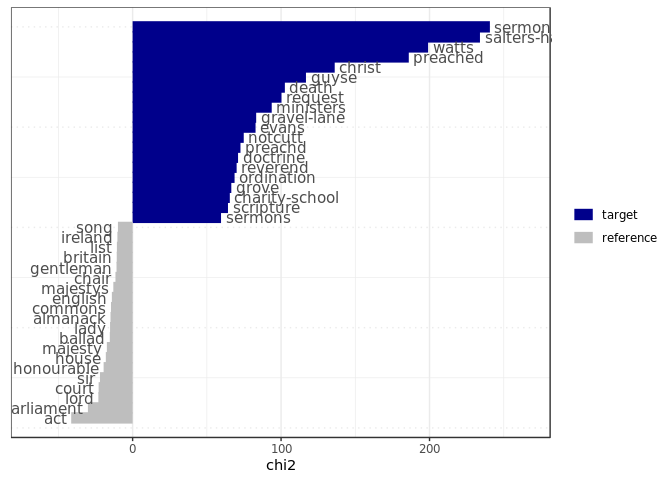 sermon
salters-ha
watts
preached
christ
guyse
death
request
ministers
gravel-lane
evans
notcutt
preachd
doctrine
reverend
ordination
grove
charity-school
scripture
sermons
song
ireland
list
britain
gentleman
chair
majestys
english
commons
almanack
lady
ballad
majesty
house
honourable
sir
court
lord
arliament
act
target
reference
0 100 200
chi2